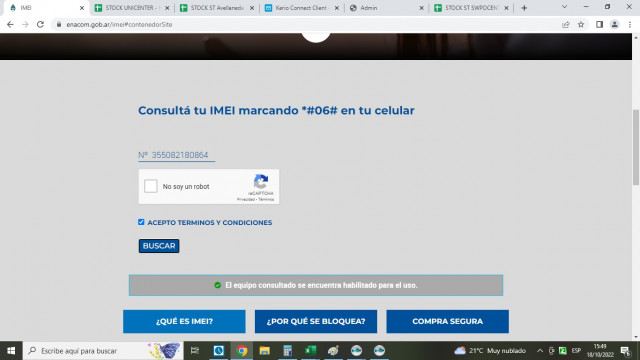 IMEI
STOCK UNICENTER -
STOCK ST Avellaneda
Kerio Connect Client -
Admin
STOCK ST SWPOCENT
enacom.gob.ar/imei#contenedorSite
Consultá tu IMEI marcando *#06# en tu celular
Nº 355082180864
No soy un robot
reCAPTCHA
Privacidad - Términos
ACEPTO TERMINOS Y CONDICIONES
BUSCAR
El equipo consultado se encuentra habilitado para el uso.
¿QUÉ ES IMEI?
¿POR QUÉ SE BLOQUEA?
COMPRA SEGURA
Escribe aquí para buscar
21°C Muy nublado
ESP
15:49
18/10/2022